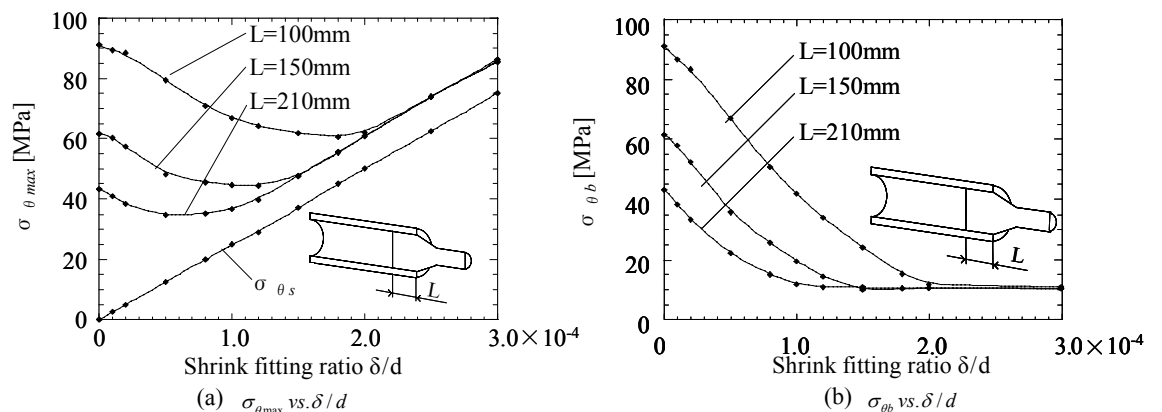 100
80
60
40
20
0
σ θ max [MPa]
L=100mm
L=150mm
L=210mm
σ θ s
L
0
1.0
2.0
3.0×10-4
Shrink fitting ratio δ/d
(a) σθmax vs.δ/d
100
80
60
40
20
0
σ θ b [MPa]
L=100mm
L=150mm
L=210mm
L
0
1.0
2.0
3.0×10-4
Shrink fitting ratio δ/d
(b) σθb vs.δ/d